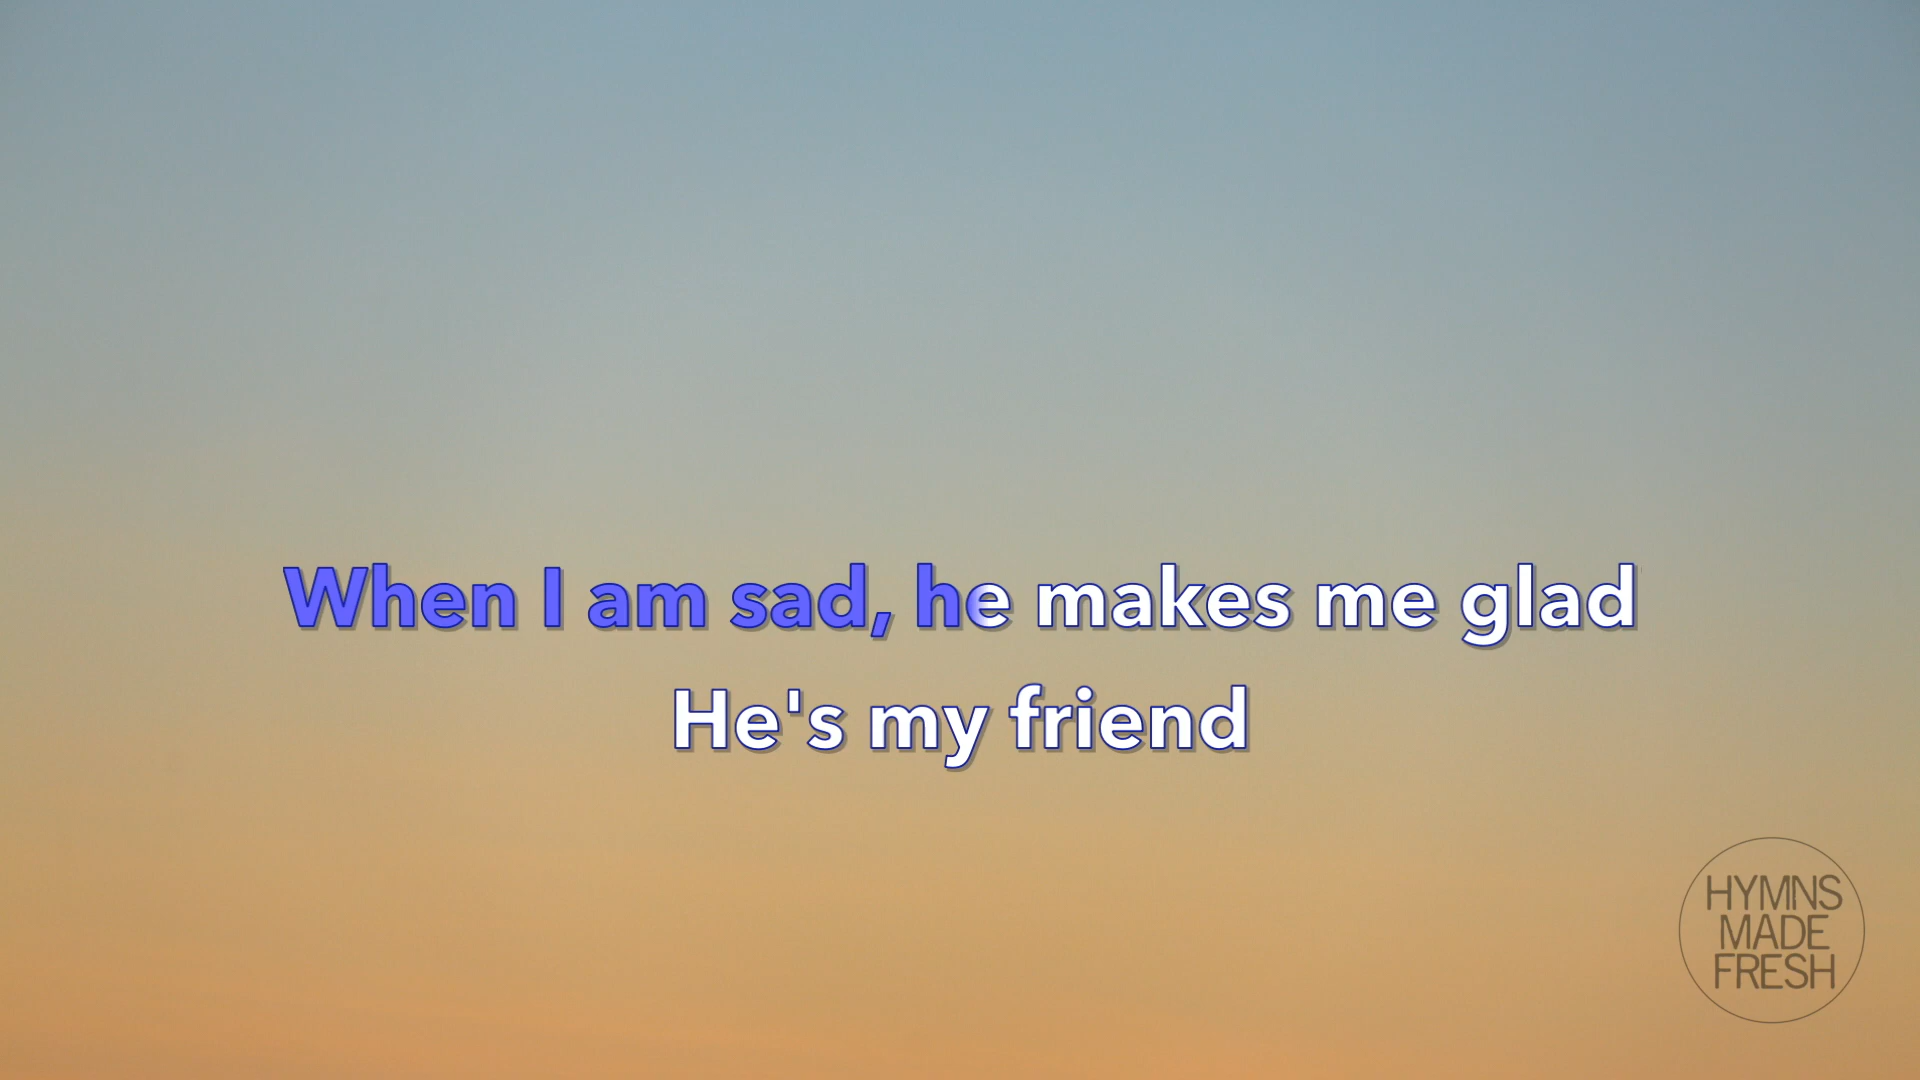 When I am sad, he makes me glad
He's my friend
HYMNS
MADE
FRESH